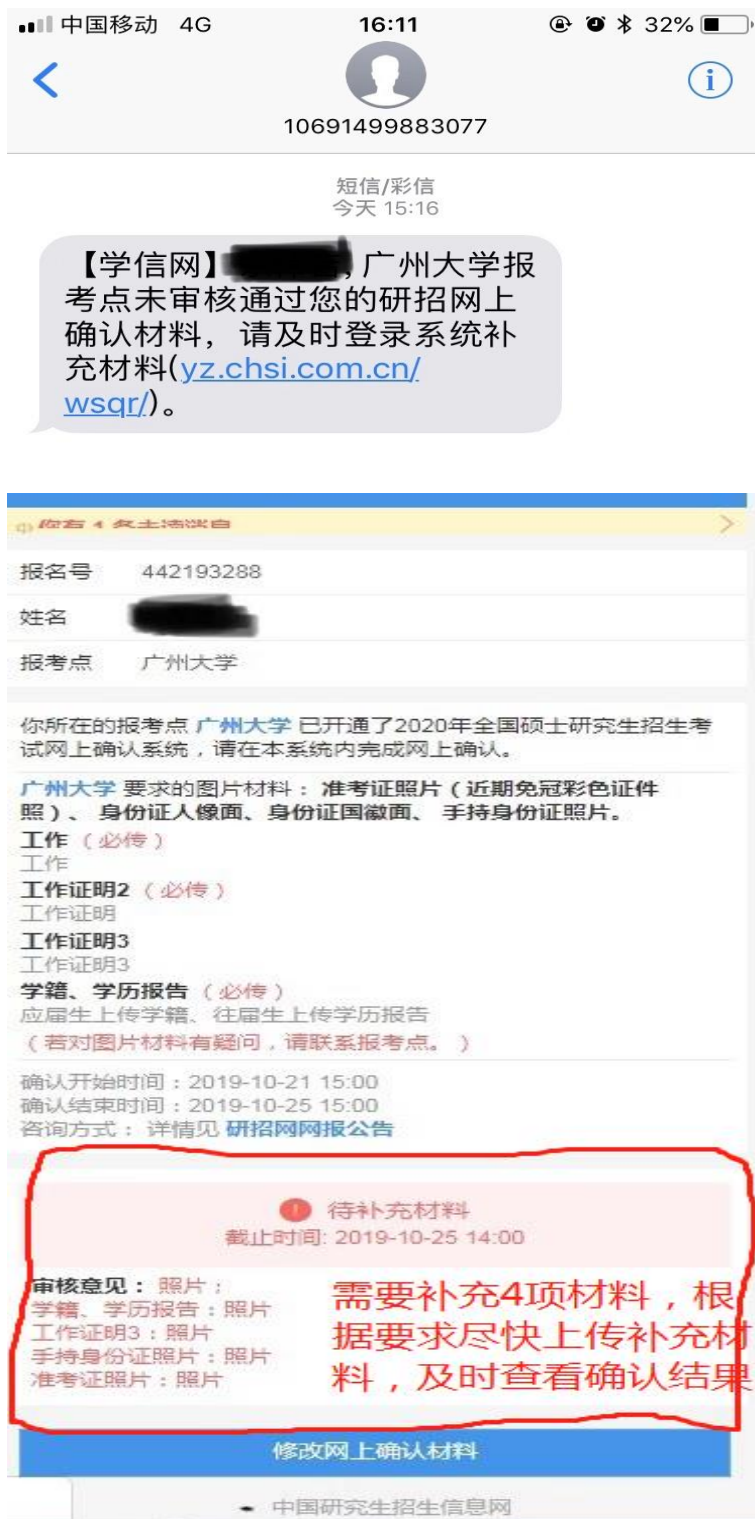 中国移动 4G 16:11 32%
10691499883077
短信/彩信
今天 15:16
【学信网】 , 广州大学报
考点未审核通过您的研招网上
确认材料，请及时登录系统补
充材料(yz.chsi.com.cn/
wsqr/)。
你有 1 条未读消息
报名号 442193288
姓名
报考点 广州大学
你所在的报考点 广州大学 已开通了2020年全国硕士研究生招生考
试网上确认系统，请在本系统内完成网上确认。
广州大学 要求的图片材料： 准考证照片（近期免冠彩色证件
照）、 身份证人像面、身份证国徽面、 手持身份证照片。
工作（必传）
工作
工作证明2（必传）
工作证明
工作证明3
工作证明3
学籍、学历报告（必传）
应届生上传学籍、往届生上传学历报告
（若对图片材料有疑问，请联系报考点。）
确认开始时间：2019-10-21 15:00
确认结束时间：2019-10-25 15:00
咨询方式： 详情见 研招网网报公告
待补充材料
截止时间: 2019-10-25 14:00
审核意见： 照片；
学籍、学历报告：照片
工作证明3：照片
手持身份证照片：照片
准考证照片：照片
需要补充4项材料，根
据要求尽快上传补充材
料，及时查看确认结果
修改网上确认材料
中国研究生招生信息网